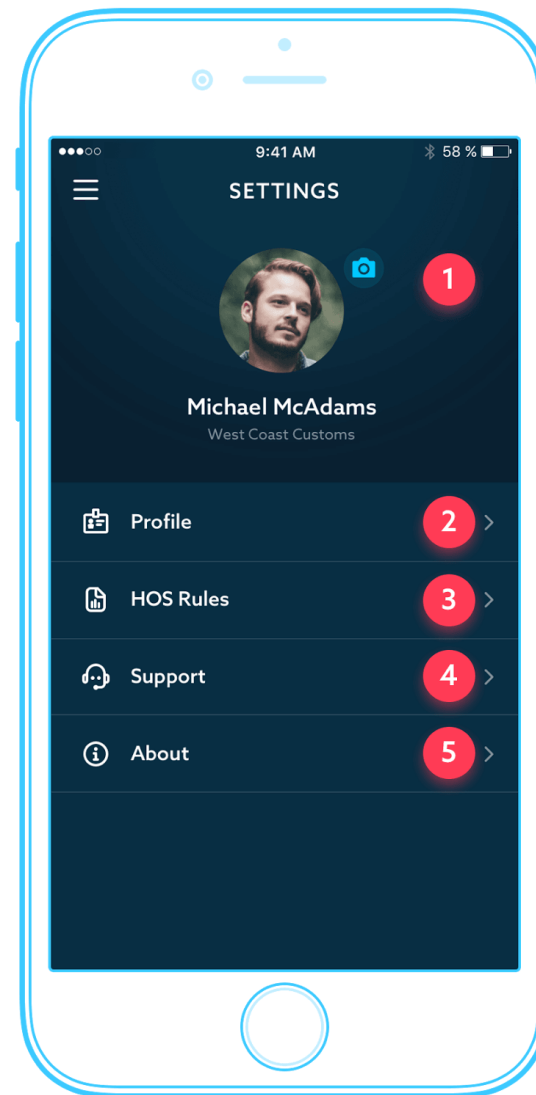 9:41 AM
58 %
SETTINGS
1
Michael McAdams
West Coast Customs
Profile
2
HOS Rules
3
Support
4
About
5